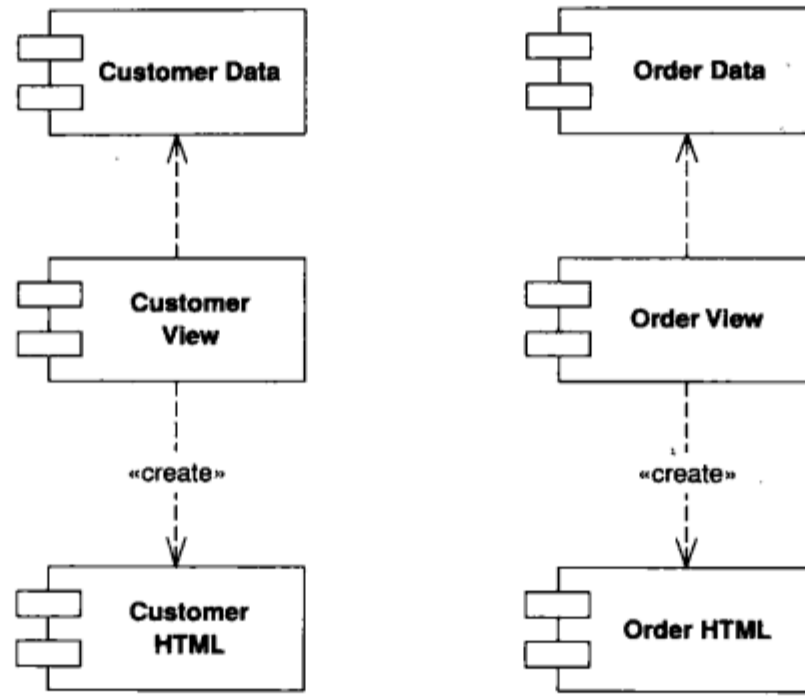 Customer Data
Order Data
Customer
View
Order View
«create»
«create»
Customer
HTML
Order HTML